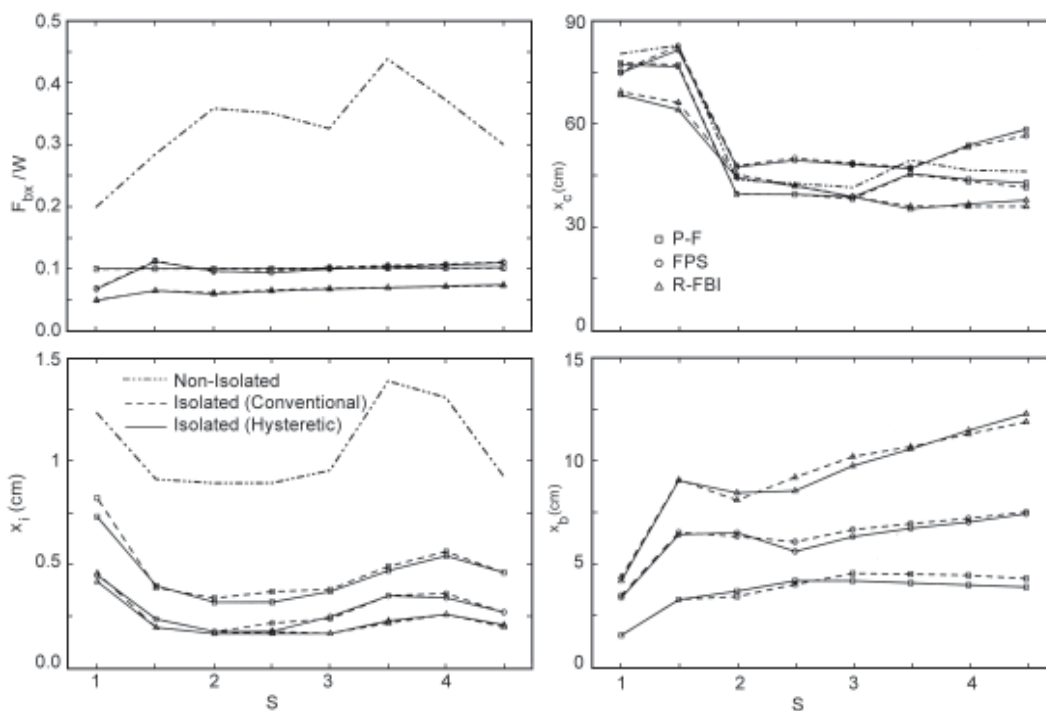 0.5
0.4
0.3
0.2
0.1
0.0
F_bx /W
90
60
30
0
x_c (cm)
P-F
FPS
R-FBI
1.5
1
0.5
0.0
x_i (cm)
Non-Isolated
Isolated (Conventional)
Isolated (Hysteretic)
1 2 3 4
S
15
10
5
0
x_b (cm)
1 2 3 4
S